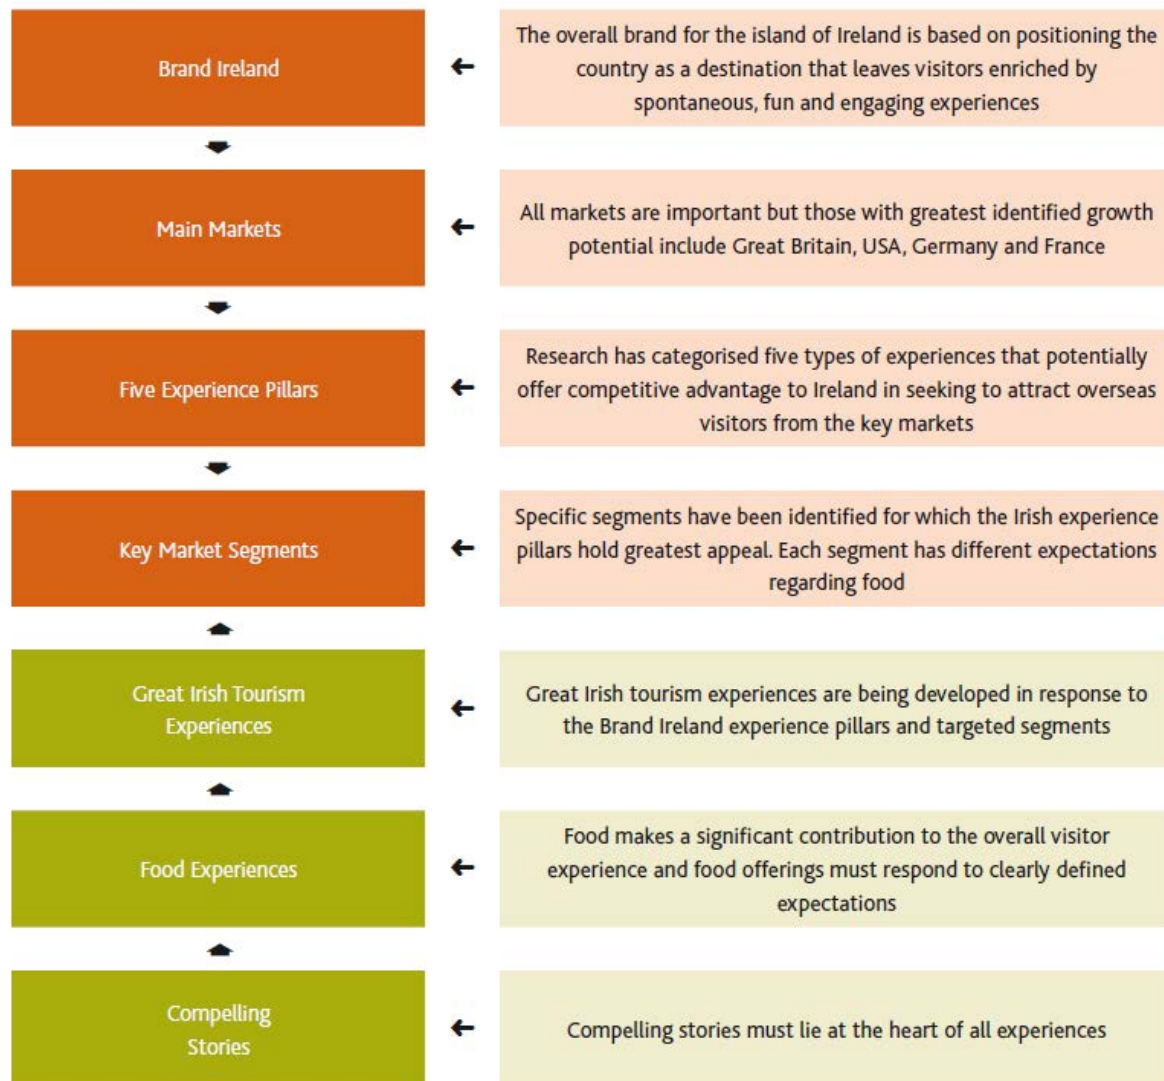 Brand Ireland
The overall brand for the island of Ireland is based on positioning the
country as a destination that leaves visitors enriched by
spontaneous, fun and engaging experiences
Main Markets
All markets are important but those with greatest identified growth
potential include Great Britain, USA, Germany and France
Five Experience Pillars
Research has categorised five types of experiences that potentially
offer competitive advantage to Ireland in seeking to attract overseas
visitors from the key markets
Key Market Segments
Specific segments have been identified for which the Irish experience
pillars hold greatest appeal. Each segment has different expectations
regarding food
Great Irish Tourism
Experiences
Great Irish tourism experiences are being developed in response to
the Brand Ireland experience pillars and targeted segments
Food Experiences
Food makes a significant contribution to the overall visitor
experience and food offerings must respond to clearly defined
expectations
Compelling
Stories
Compelling stories must lie at the heart of all experiences